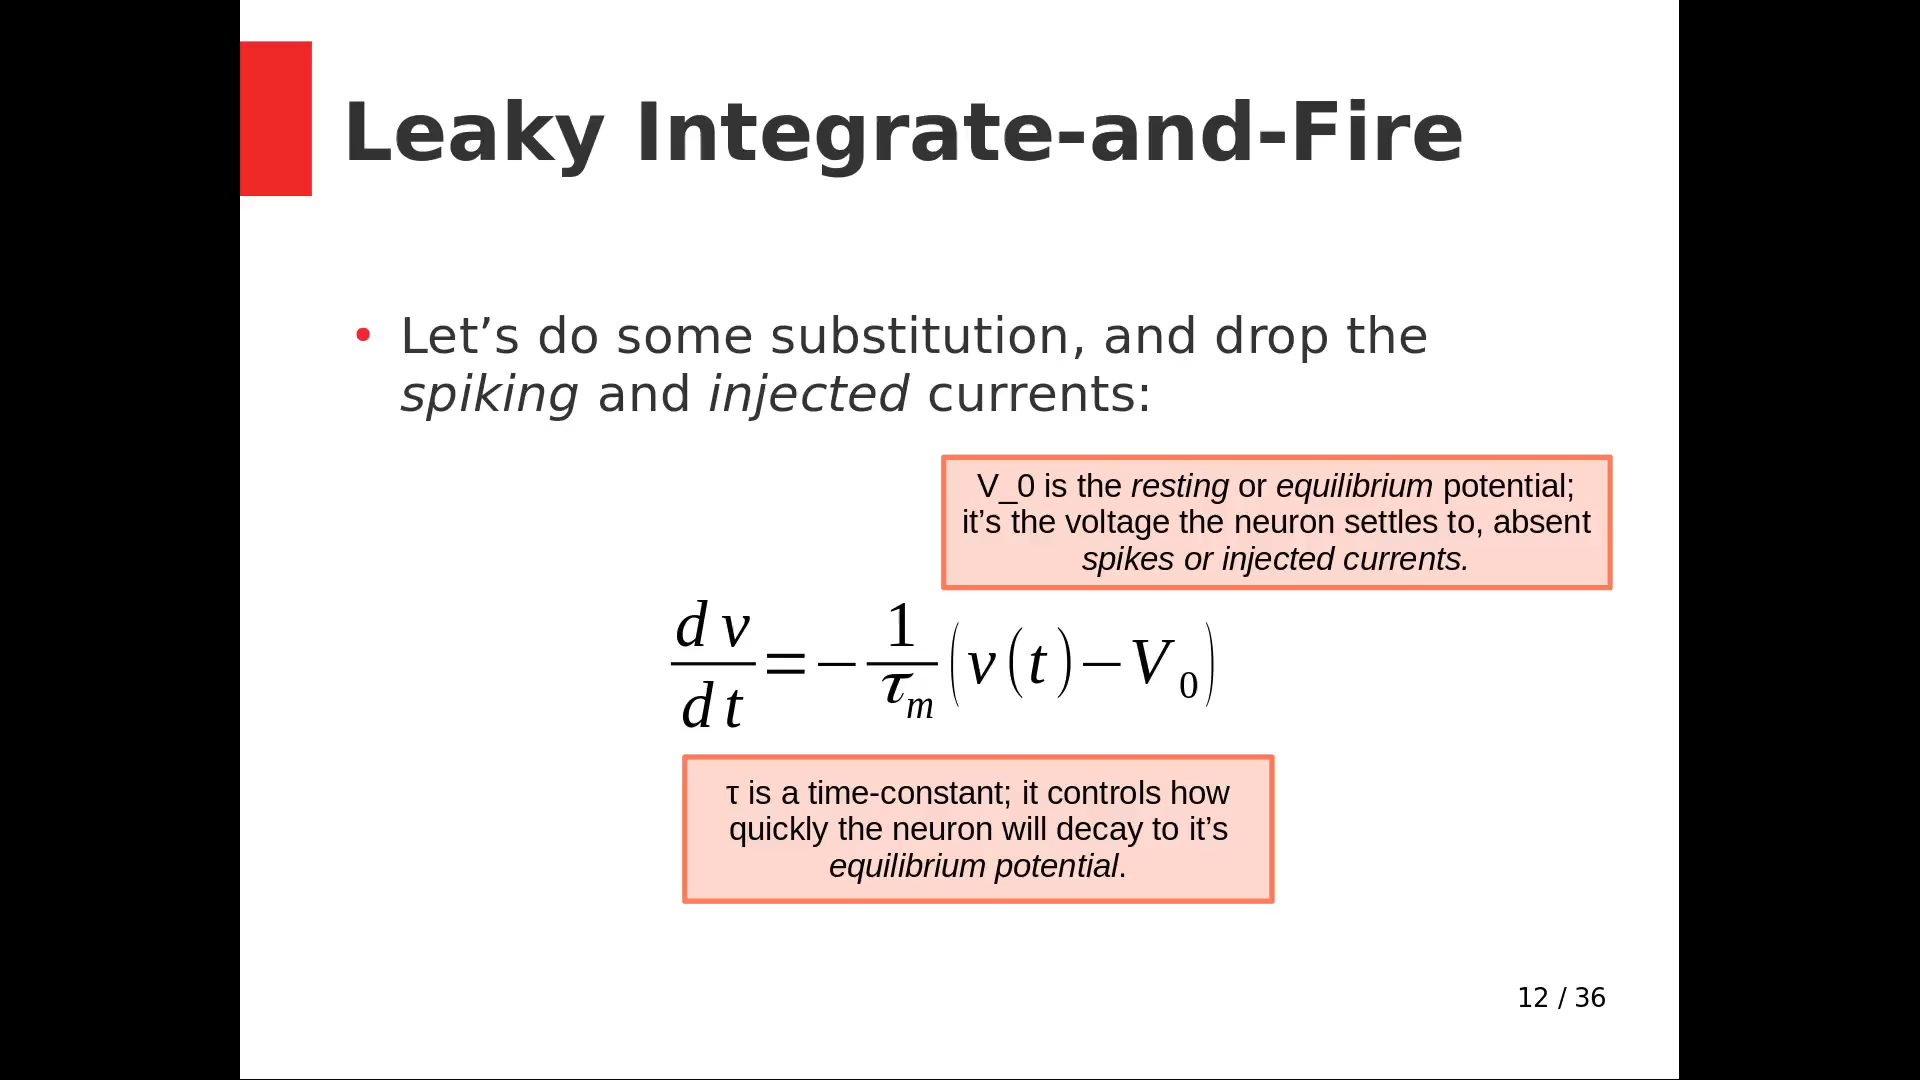 Leaky Integrate-and-Fire
• Let’s do some substitution, and drop the
spiking and injected currents:
V_0 is the resting or equilibrium potential;
it’s the voltage the neuron settles to, absent
spikes or injected currents.
dv/dt=−1/τₘ(v(t)−V₀)
τ is a time-constant; it controls how
quickly the neuron will decay to it’s
equilibrium potential.
12 / 36